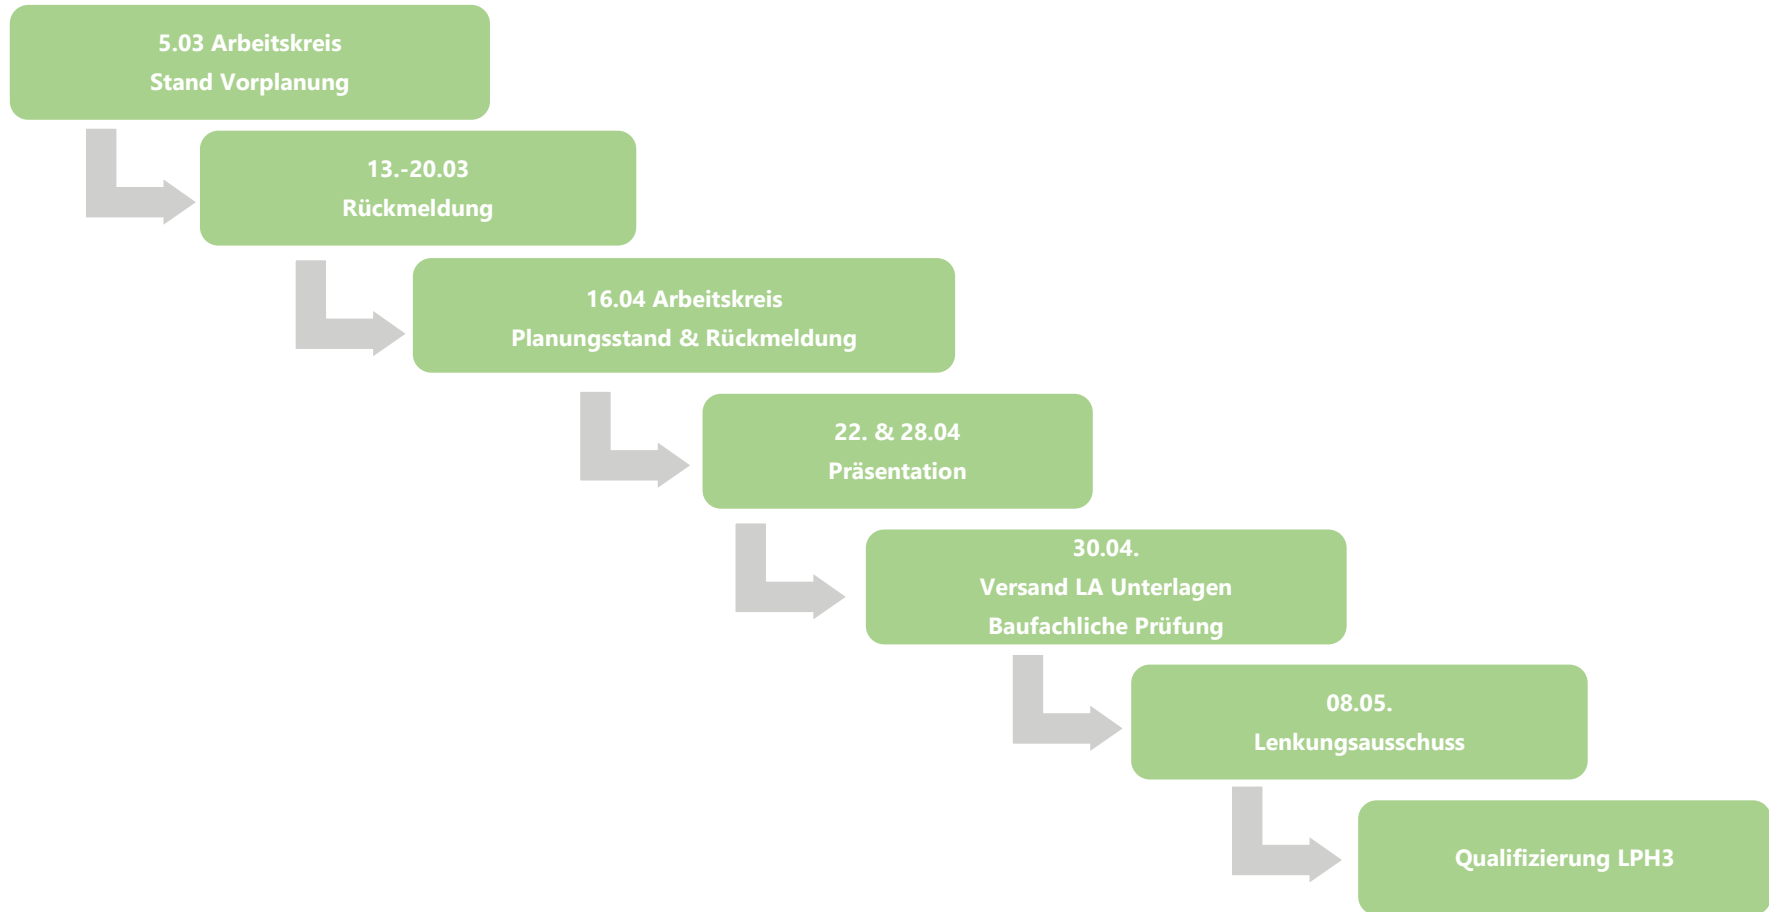 5.03 Arbeitskreis
Stand Vorplanung
13.-20.03
Rückmeldung
16.04 Arbeitskreis
Planungsstand & Rückmeldung
22. & 28.04
Präsentation
30.04.
Versand LA Unterlagen
Baufachliche Prüfung
08.05.
Lenkungsausschuss
Qualifizierung LPH3